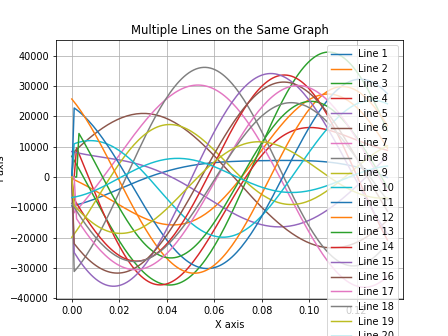 Multiple Lines on the Same Graph
40000
30000
20000
10000
0
−10000
−20000
−30000
−40000
0.00
0.02
0.04
0.06
0.08
0.10
X axis
Line 1
Line 2
Line 3
Line 4
Line 5
Line 6
Line 7
Line 8
Line 9
Line 10
Line 11
Line 12
Line 13
Line 14
Line 15
Line 16
Line 17
Line 18
Line 19
Line 20